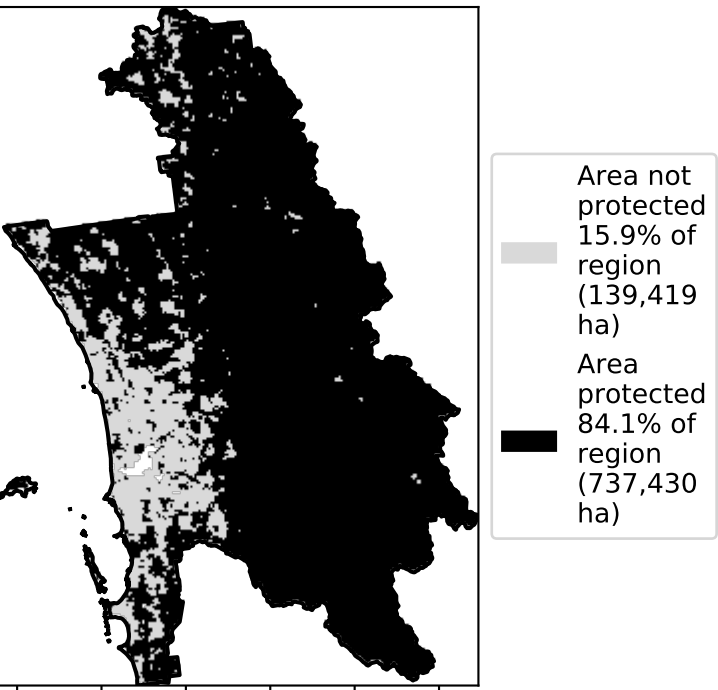 Area not
protected
15.9% of
region
(139,419
ha)
Area
protected
84.1% of
region
(737,430
ha)